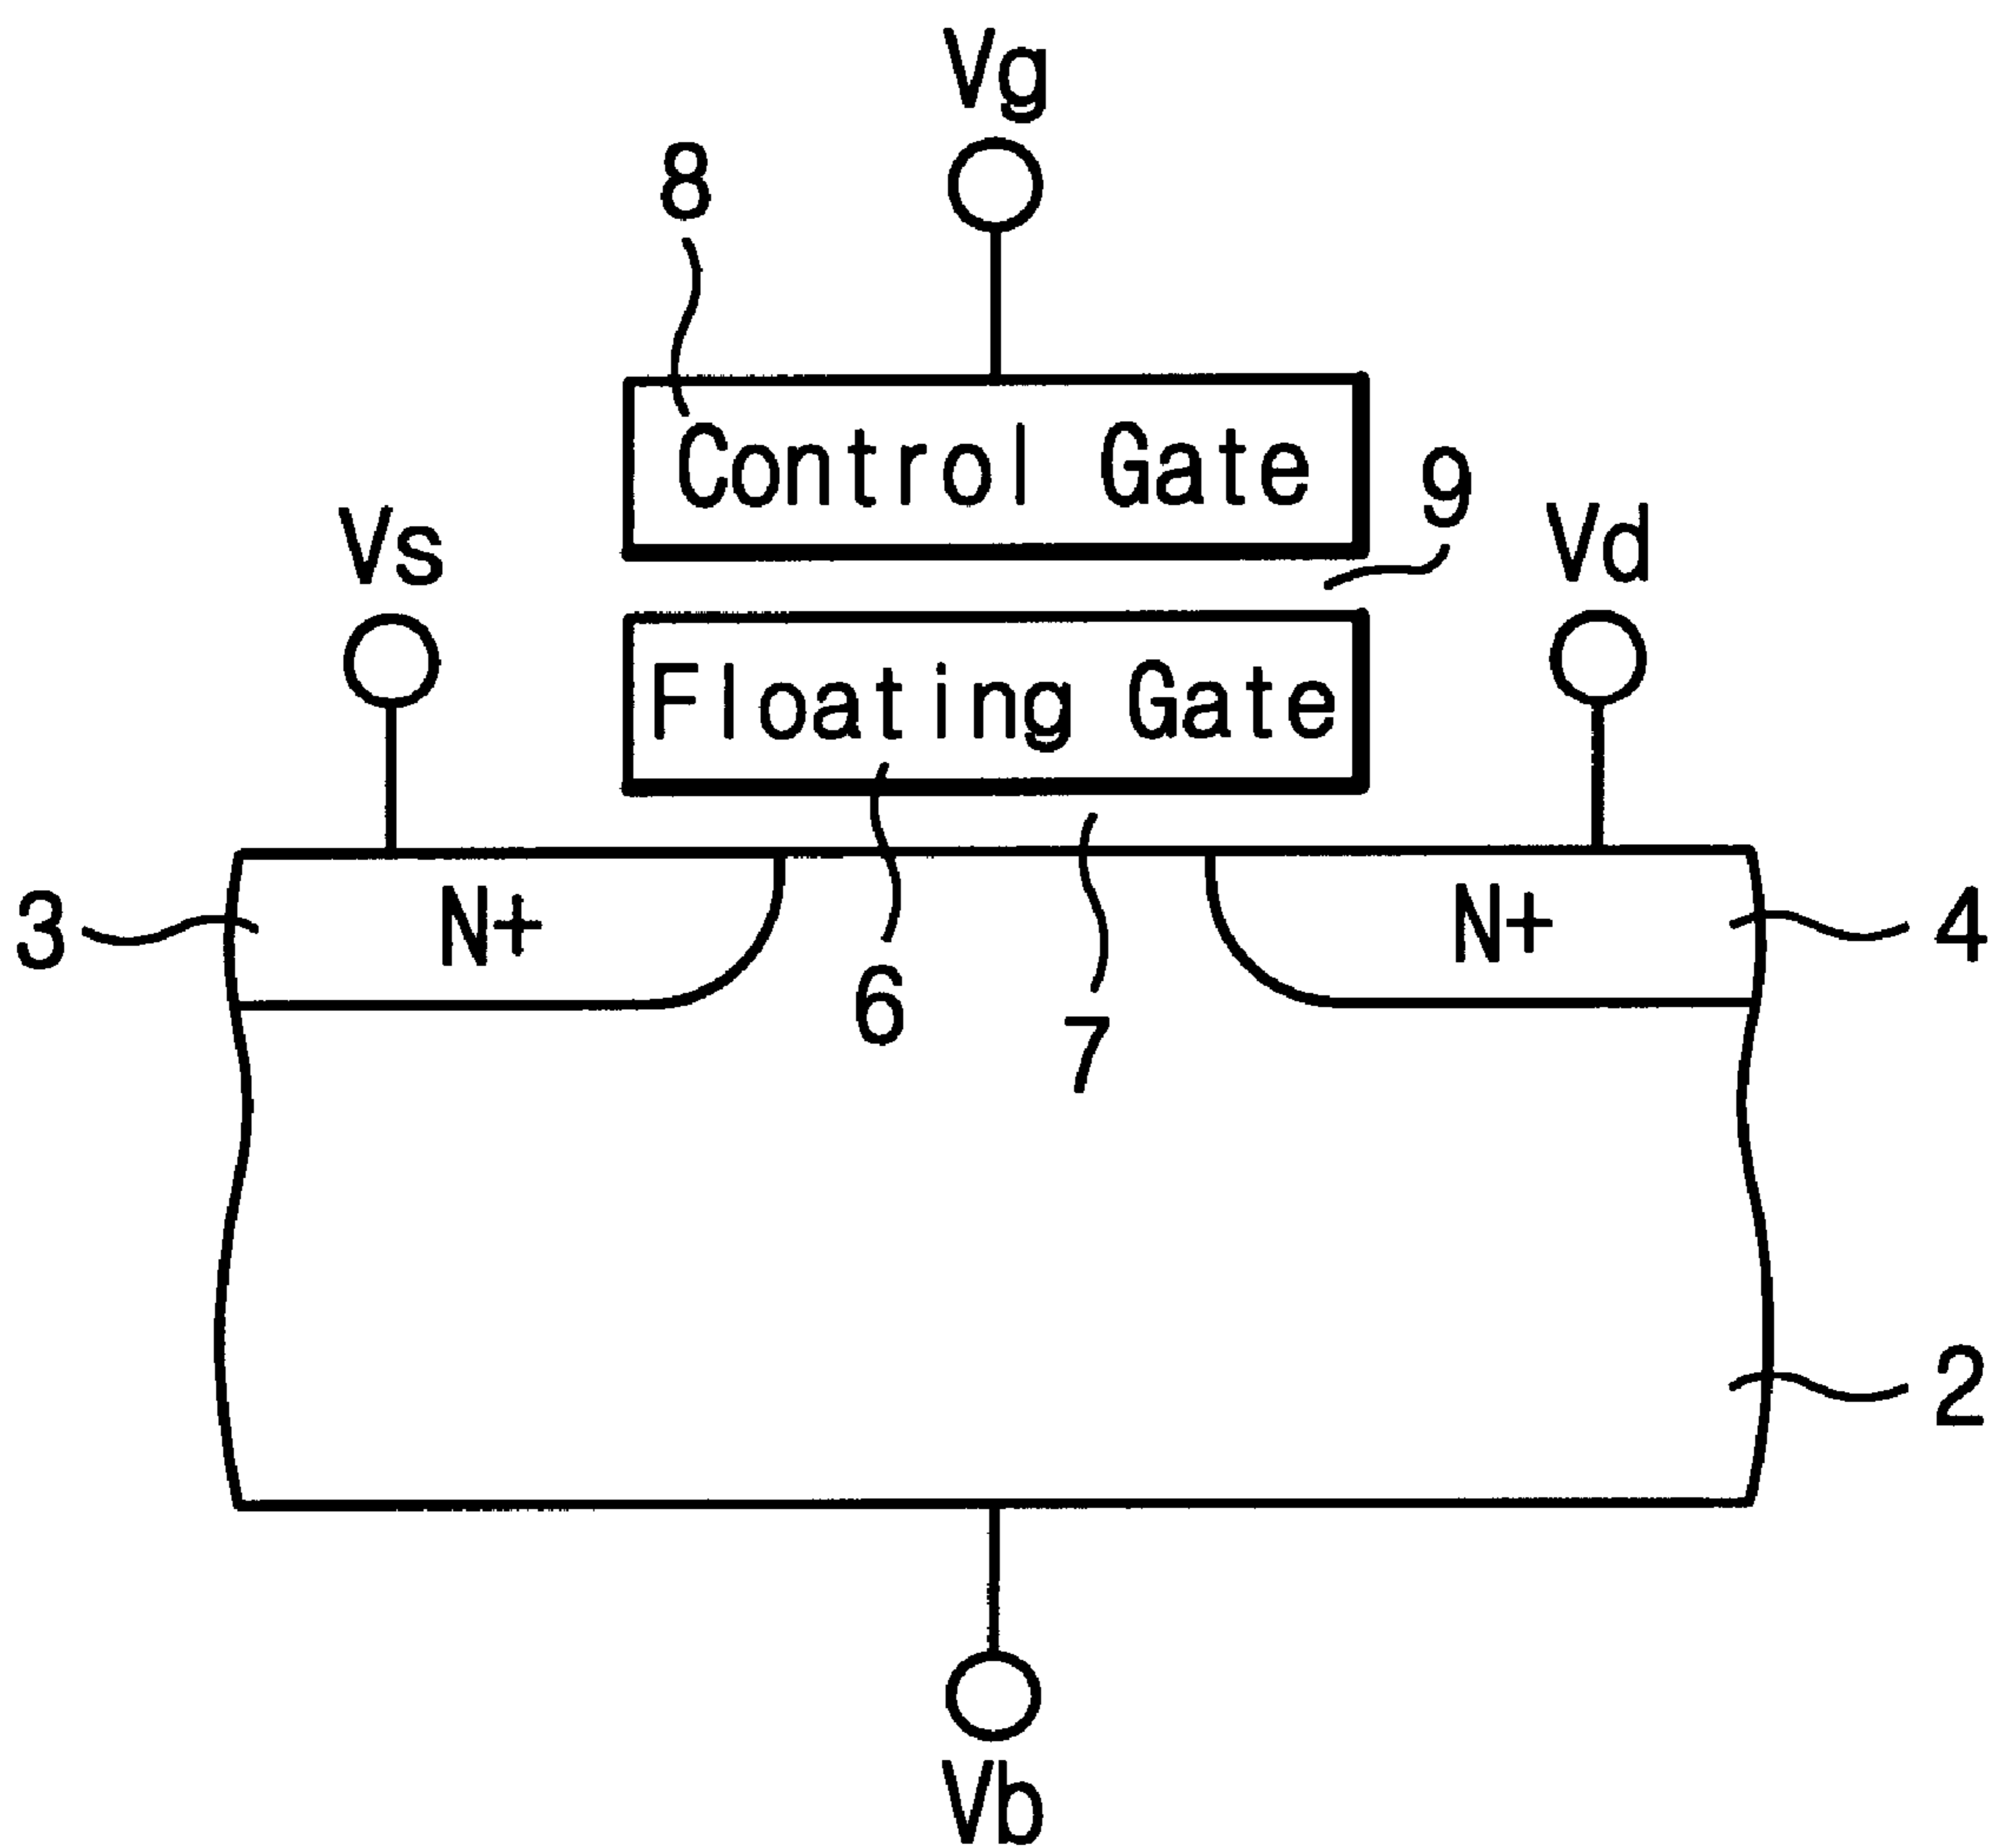 Vg
8
Control Gate
9
Vs
Vd
Floating Gate
3
N+
6
7
N+
4
2
Vb